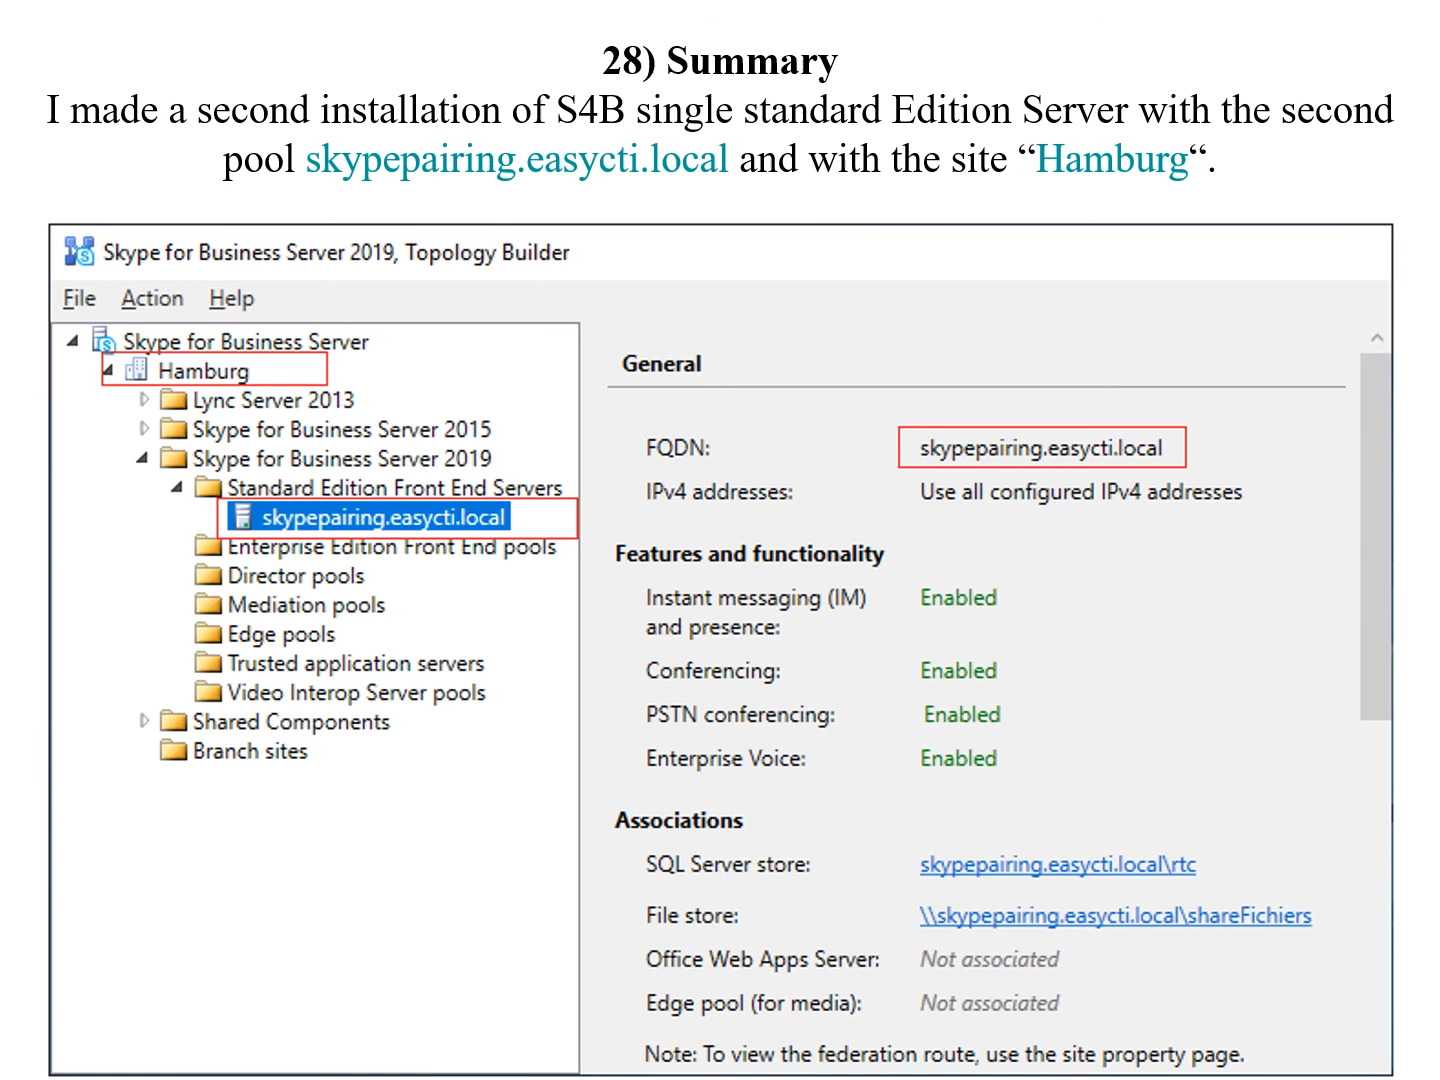 28) Summary
I made a second installation of S4B single standard Edition Server with the second
pool skypepairing.easycti.local and with the site “Hamburg“.
Skype for Business Server 2019, Topology Builder
File Action Help
Skype for Business Server
Hamburg
Lync Server 2013
Skype for Business Server 2015
Skype for Business Server 2019
Standard Edition Front End Servers
skypepairing.easycti.local
Enterprise Edition Front End pools
Director pools
Mediation pools
Edge pools
Trusted application servers
Video Interop Server pools
Shared Components
Branch sites
General
FQDN: skypepairing.easycti.local
IPv4 addresses: Use all configured IPv4 addresses
Features and functionality
Instant messaging (IM) Enabled
and presence:
Conferencing: Enabled
PSTN conferencing: Enabled
Enterprise Voice: Enabled
Associations
SQL Server store: skypepairing.easycti.local\rtc
File store: \\skypepairing.easycti.local\shareFichiers
Office Web Apps Server: Not associated
Edge pool (for media): Not associated
Note: To view the federation route, use the site property page.